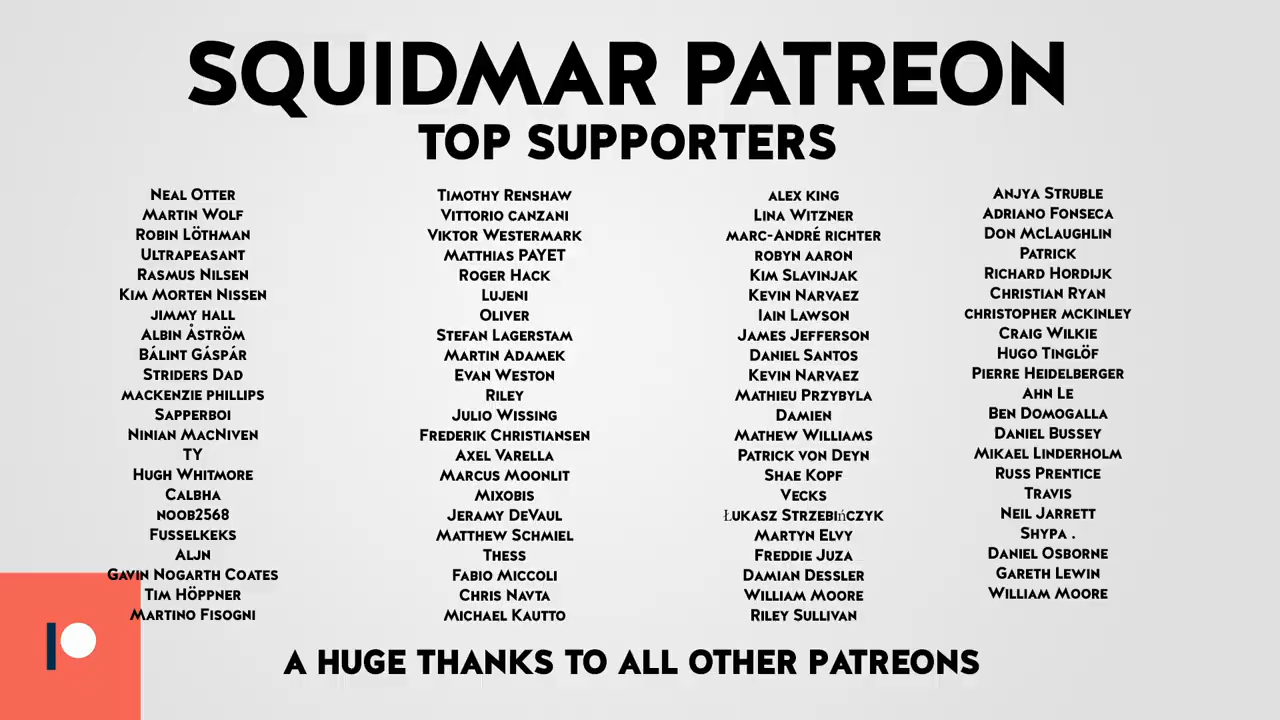 SQUIDMAR PATREON
TOP SUPPORTERS
NEAL OTTER
MARTIN WOLF
ROBIN LÖTHMAN
ULTRAPEASANT
RASMUS NILSEN
KIM MORTEN NISSEN
JIMMY HALL
ALBIN ÅSTRÖM
BÁLINT GÁSPÁR
STRIDERS DAD
MACKENZIE PHILLIPS
SAPPERBOI
NINIAN MACNIVEN
TY
HUGH WHITMORE
CALBHA
NOOB2568
FUSSELKEKS
ALJN
GAVIN NOGARTH COATES
TIM HÖPPNER
MARTINO FISOGNI
TIMOTHY RENSHAW
VITTORIO CANZANI
VIKTOR WESTERMARK
MATTHIAS PAYET
ROGER HACK
LUJENI
OLIVER
STEFAN LAGERSTAM
MARTIN ADAMEK
EVAN WESTON
RILEY
JULIO WISSING
FREDERIK CHRISTIANSEN
AXEL VARELLA
MARCUS MOONLIT
MIXOBIS
JERAMY DEVAUL
MATTHEW SCHMIEL
THESS
FABIO MICCOLI
CHRIS NAVTA
MICHAEL KAUTTO
ALEX KING
LINA WITZNER
MARC-ANDRÉ RICHTER
ROBYN AARON
KIM SLAVINJAK
KEVIN NARVAEZ
IAIN LAWSON
JAMES JEFFERSON
DANIEL SANTOS
KEVIN NARVAEZ
MATHIEU PRZYBYLA
DAMIEN
MATHEW WILLIAMS
PATRICK VON DEYN
SHAE KOPF
VECKS
ŁUKASZ STRZEBIńCZYK
MARTYN ELVY
FREDDIE JUZA
DAMIAN DESSLER
WILLIAM MOORE
RILEY SULLIVAN
ANJYA STRUBLE
ADRIANO FONSECA
DON MCLAUGHLIN
PATRICK
RICHARD HORDIJK
CHRISTIAN RYAN
CHRISTOPHER MCKINLEY
CRAIG WILKIE
HUGO TINGLÖF
PIERRE HEIDELBERGER
AHN LE
BEN DOMOGALLA
DANIEL BUSSEY
MIKAEL LINDERHOLM
RUSS PRENTICE
TRAVIS
NEIL JARRETT
SHYPA .
DANIEL OSBORNE
GARETH LEWIN
WILLIAM MOORE
A HUGE THANKS TO ALL OTHER PATREONS